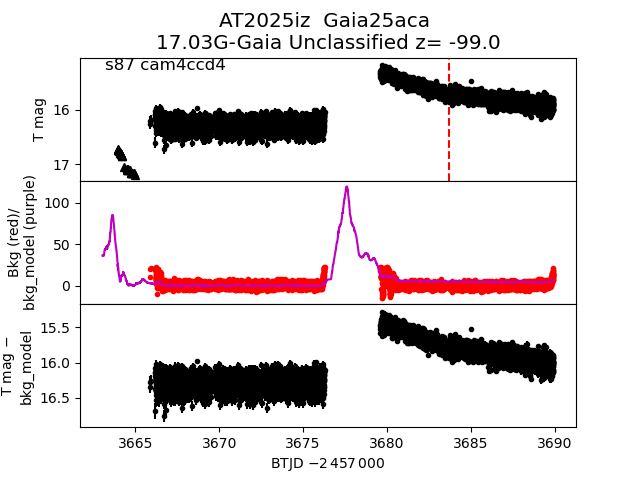 AT2025iz  Gaia25aca
17.03G-Gaia Unclassified z= -99.0
s87 cam4ccd4
T mag
16
17
Bkg (red)/
bkg_model (purple)
100
50
0
T mag −
bkg_model
15.5
16.0
16.5
3665
3670
3675
3680
3685
3690
BTJD −2 457 000